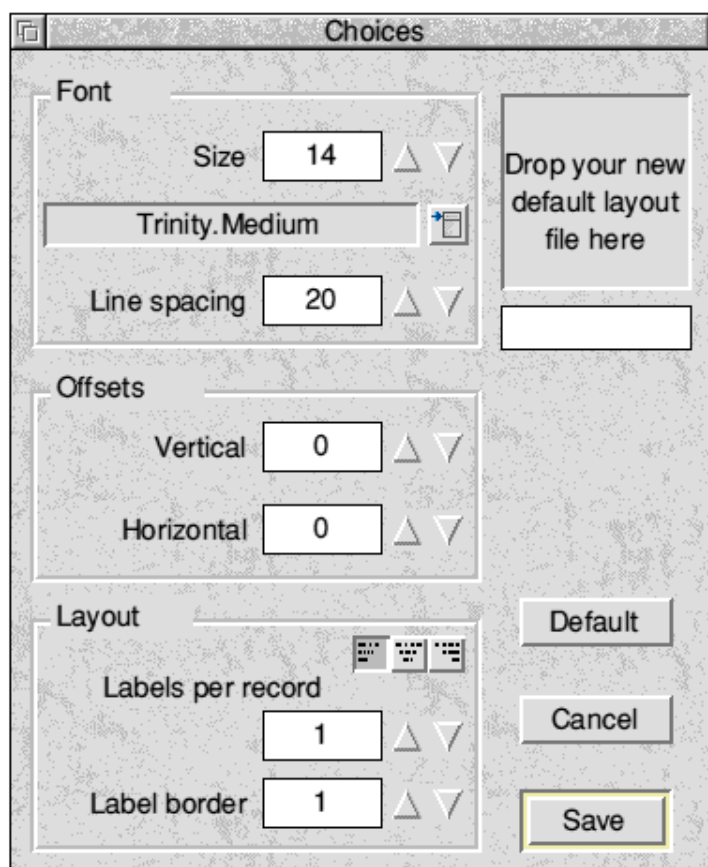 Choices
Font
Size 14
Trinity.Medium
Line spacing 20
Drop your new
default layout
file here
Offsets
Vertical 0
Horizontal 0
Layout
Labels per record
1
Label border 1
Default
Cancel
Save